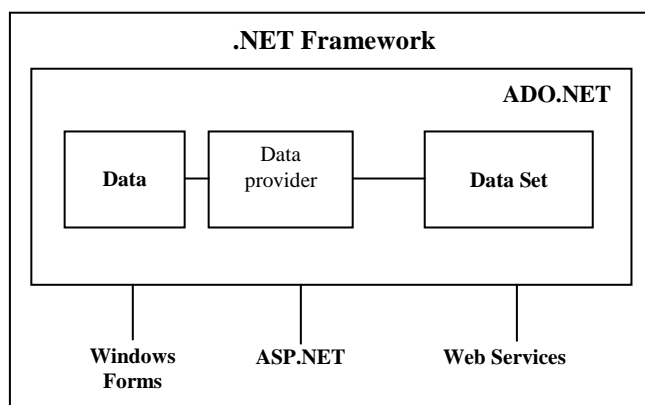 .NET Framework
ADO.NET
Data
Data
provider
Data Set
Windows
Forms
ASP.NET
Web Services